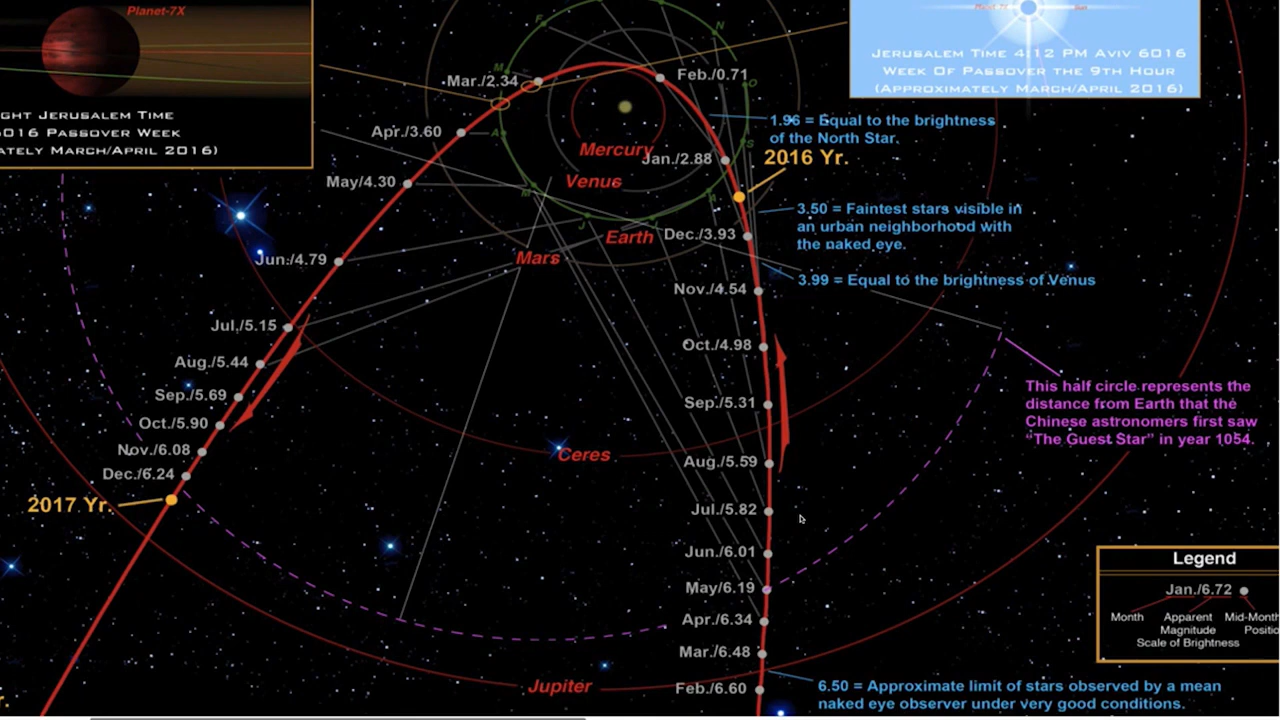 Planet-7X
GHT JERUSALEM TIME
6016 PASSOVER WEEK
ATELY MARCH/APRIL 2016)
JERUSALEM TIME 4:12 PM AVIV 6016
WEEK OF PASSOVER THE 9TH HOUR
(APPROXIMATELY MARCH/APRIL 2016)
F
N
M
O
Mar./2.34
Feb./0.71
Apr./3.60
A
S
1.96 = Equal to the brightness
of the North Star.
Mercury
Jan./2.88
2016 Yr.
May/4.30
Venus
M
A
J
J
3.50 = Faintest stars visible in
an urban neighborhood with
the naked eye.
Earth
Dec./3.93
Mars
Jun./4.79
3.99 = Equal to the brightness of Venus
Nov./4.54
Jul./5.15
Oct./4.98
Aug./5.44
Sep./5.69
Sep./5.31
This half circle represents the
distance from Earth that the
Chinese astronomers first saw
"The Guest Star" in year 1054.
Oct./5.90
Nov./6.08
Ceres
Aug./5.59
Dec./6.24
2017 Yr.
Jul./5.82
Jun./6.01
May/6.19
Apr./6.34
Mar./6.48
Jupiter
Feb./6.60
6.50 = Approximate limit of stars observed by a mean
naked eye observer under very good conditions.
Legend
Jan./6.72
Month
Apparent
Magnitude
Scale of Brightness
Mid-Month
Positio
r.